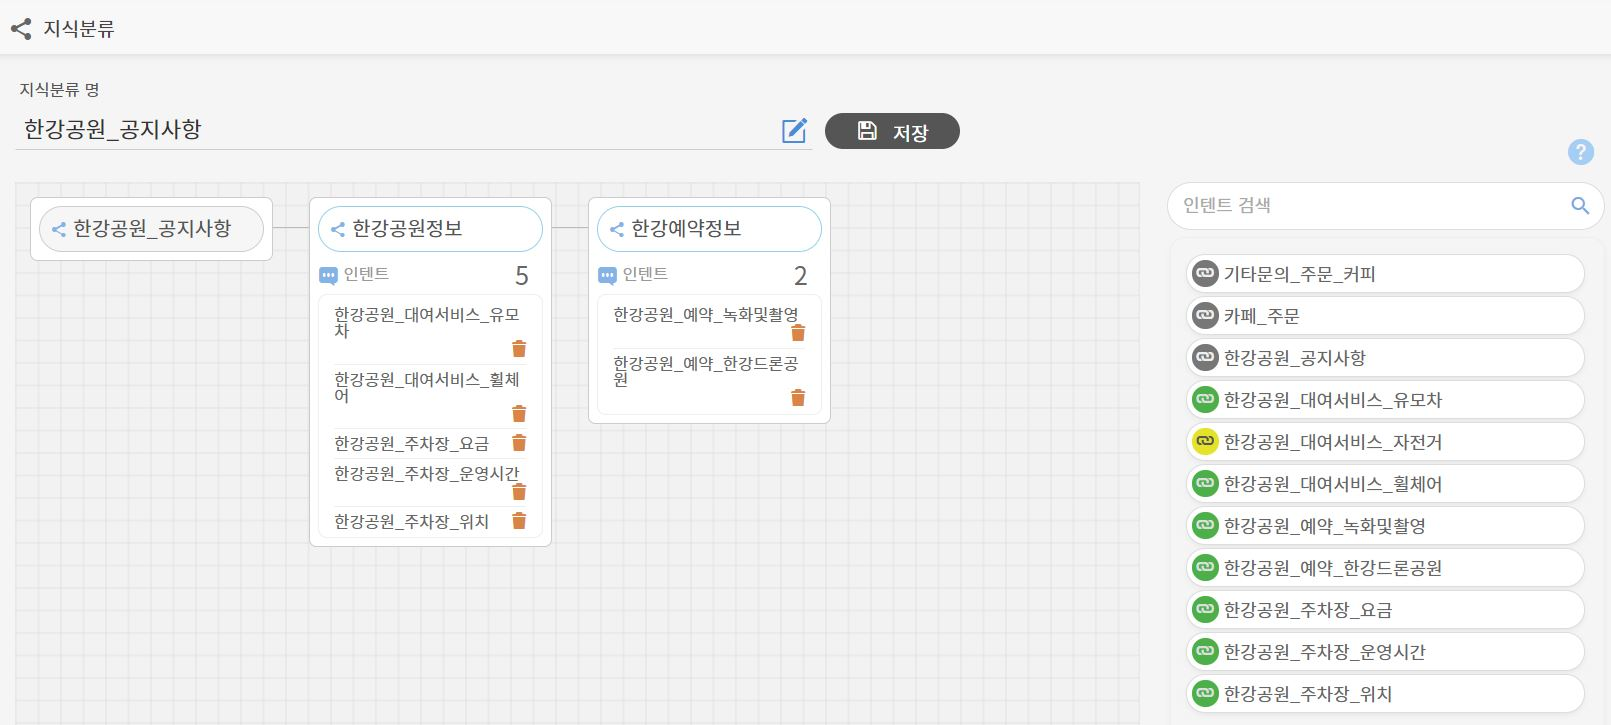 지식분류
지식분류 명
한강공원_공지사항
저장
?
한강공원_공지사항
한강공원정보
인텐트 5
한강공원_대여서비스_유모
차
한강공원_대여서비스_휠체
어
한강공원_주차장_요금
한강공원_주차장_운영시간
한강공원_주차장_위치
한강예약정보
인텐트 2
한강공원_예약_녹화및촬영
한강공원_예약_한강드론공
원
인텐트 검색
기타문의_주문_커피
카페_주문
한강공원_공지사항
한강공원_대여서비스_유모차
한강공원_대여서비스_자전거
한강공원_대여서비스_휠체어
한강공원_예약_녹화및촬영
한강공원_예약_한강드론공원
한강공원_주차장_요금
한강공원_주차장_운영시간
한강공원_주차장_위치